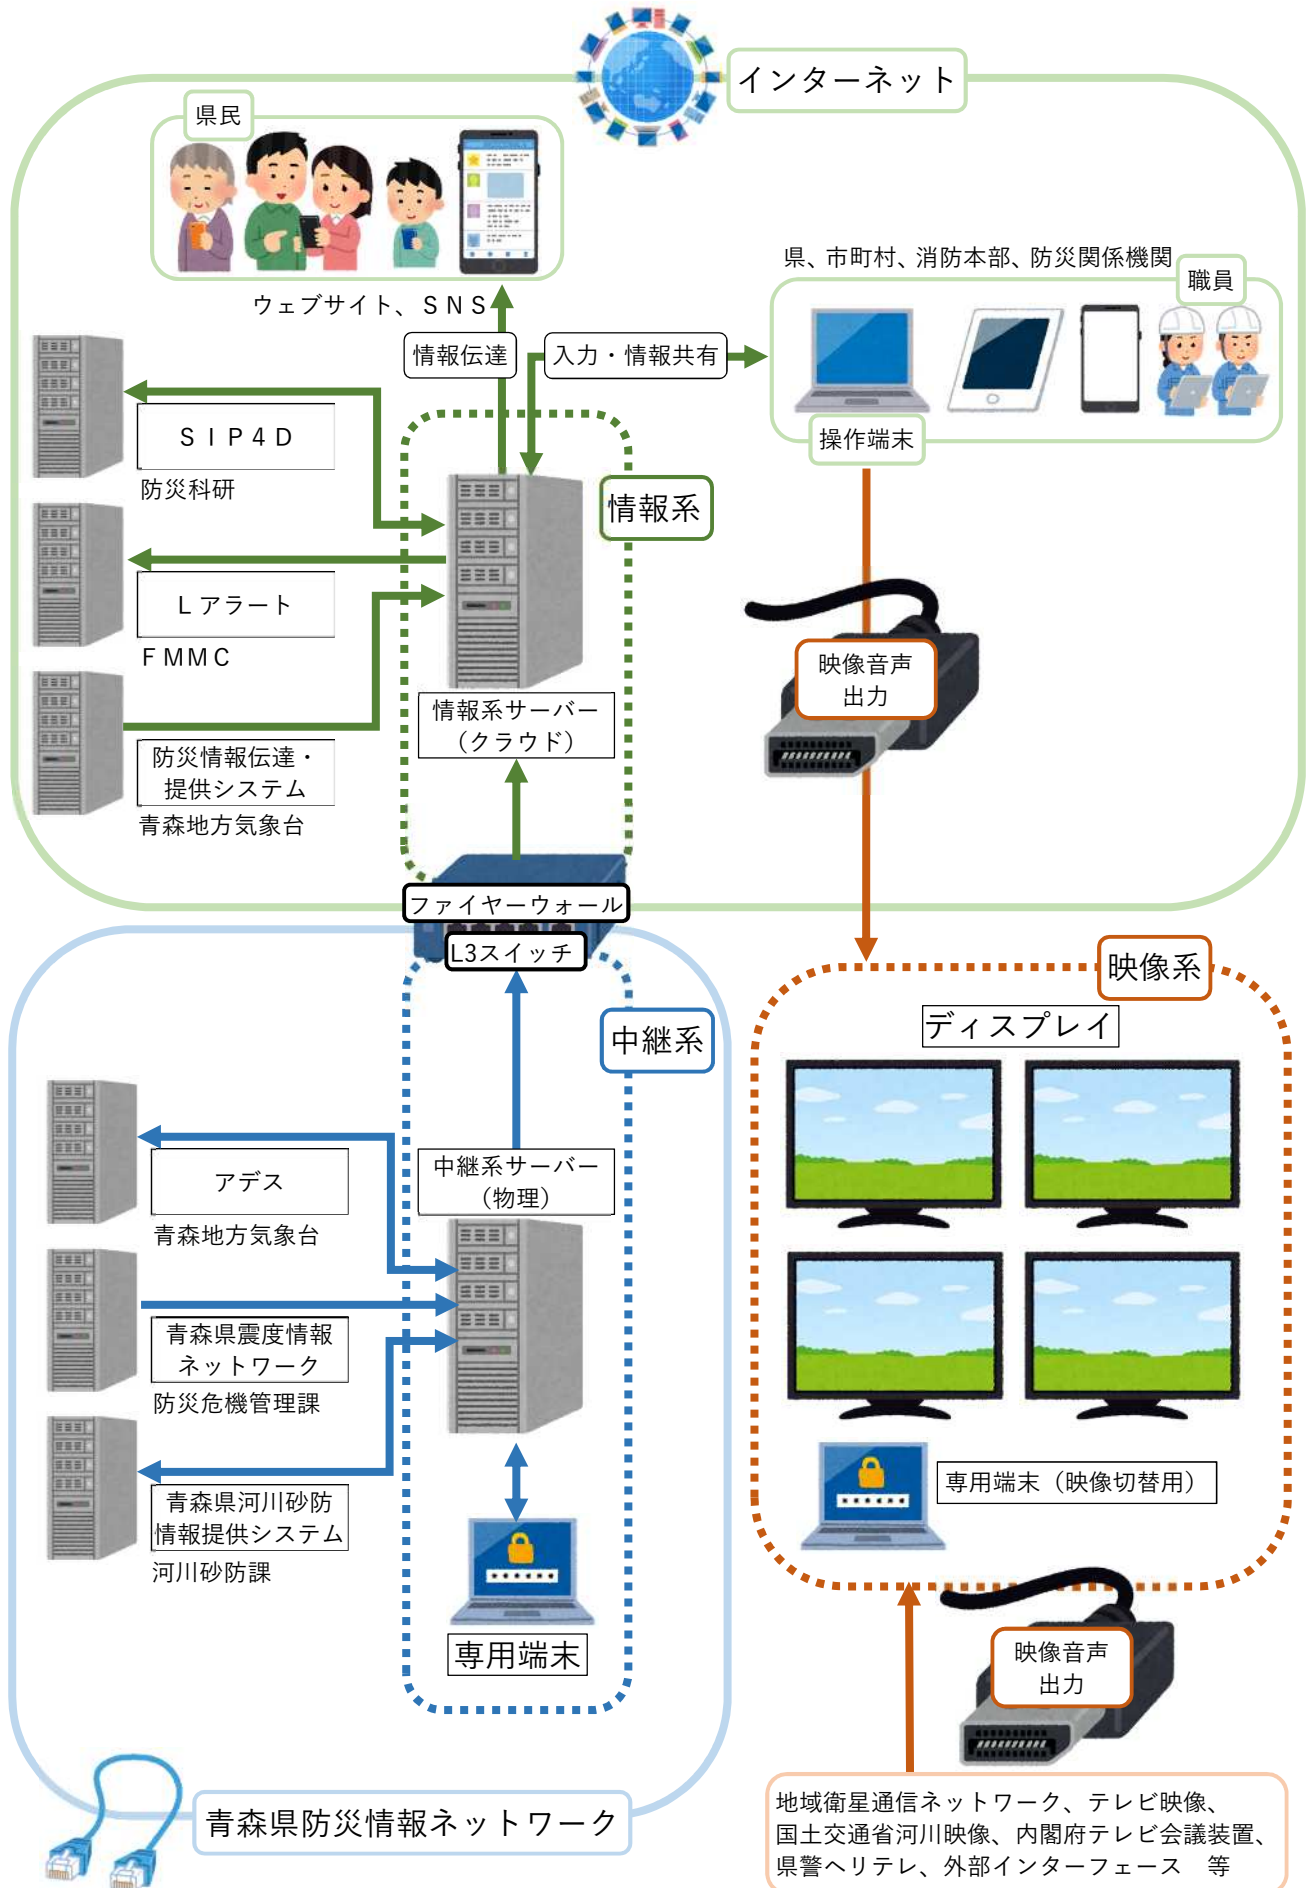 インターネット
県民
ウェブサイト、ＳＮＳ
県、市町村、消防本部、防災関係機関
職員
情報伝達
入力・情報共有
操作端末
ＳＩＰ４Ｄ
防災科研
情報系
Ｌアラート
ＦＭＭＣ
映像音声
出力
情報系サーバー
（クラウド）
防災情報伝達・
提供システム
青森地方気象台
ファイヤーウォール
L3スイッチ
映像系
ディスプレイ
中継系
中継系サーバー
（物理）
アデス
青森地方気象台
青森県震度情報
ネットワーク
防災危機管理課
青森県河川砂防
情報提供システム
河川砂防課
専用端末（映像切替用）
専用端末
映像音声
出力
青森県防災情報ネットワーク
地域衛星通信ネットワーク、テレビ映像、
国土交通省河川映像、内閣府テレビ会議装置、
県警ヘリテレ、外部インターフェース　等